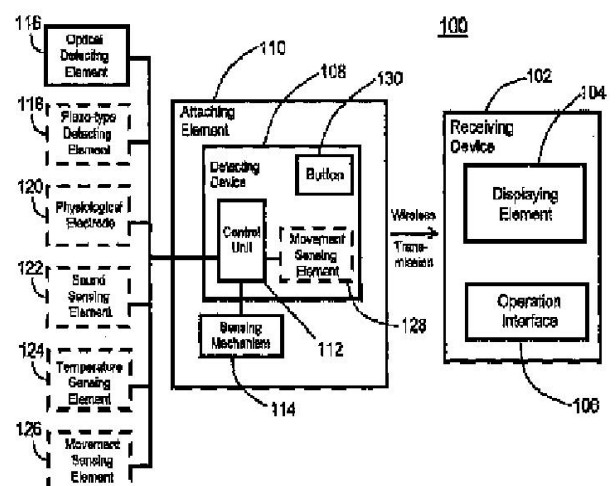 100
116
Optical
Detecting
Element
118
Piezo-type
Detecting
Element
120
Physiological
Electrode
122
Sound
Sensing
Element
124
Temperature
Sensing
Element
126
Movement
Sensing
Element
110
108
130
Attaching
Element
Detecting
Device
Button
Control
Unit
Movement
Sensing
Element
128
112
Sensing
Mechanism
114
Wireless
Trans-
mission
102
104
Receiving
Device
Displaying
Element
Operation
Interface
106